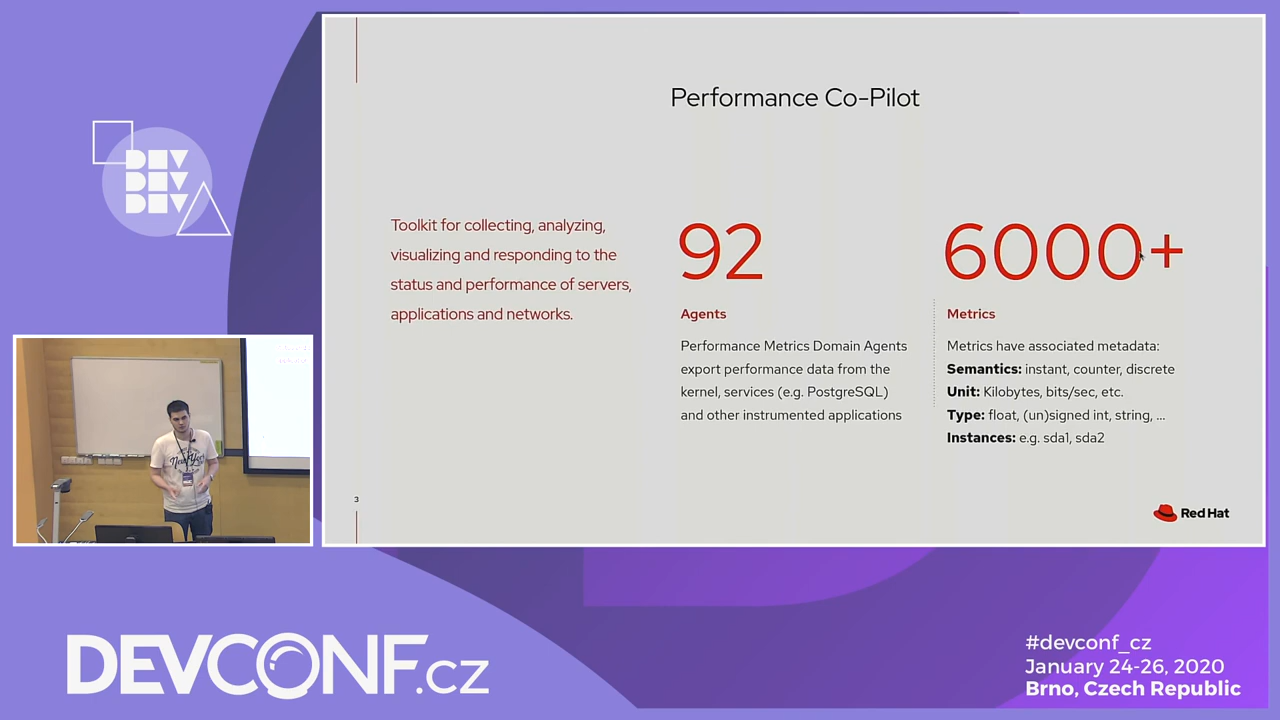 DEV
DEV
DEV
Performance Co-Pilot
Toolkit for collecting, analyzing,
visualizing and responding to the
status and performance of servers,
applications and networks.
92
Agents
Performance Metrics Domain Agents
export performance data from the
kernel, services (e.g. PostgreSQL)
and other instrumented applications
6000+
Metrics
Metrics have associated metadata:
Semantics: instant, counter, discrete
Unit: Kilobytes, bits/sec, etc.
Type: float, (un)signed int, string, ...
Instances: e.g. sda1, sda2
3
Red Hat
New York
DEVCONF.cz
#devconf_cz
January 24-26, 2020
Brno, Czech Republic